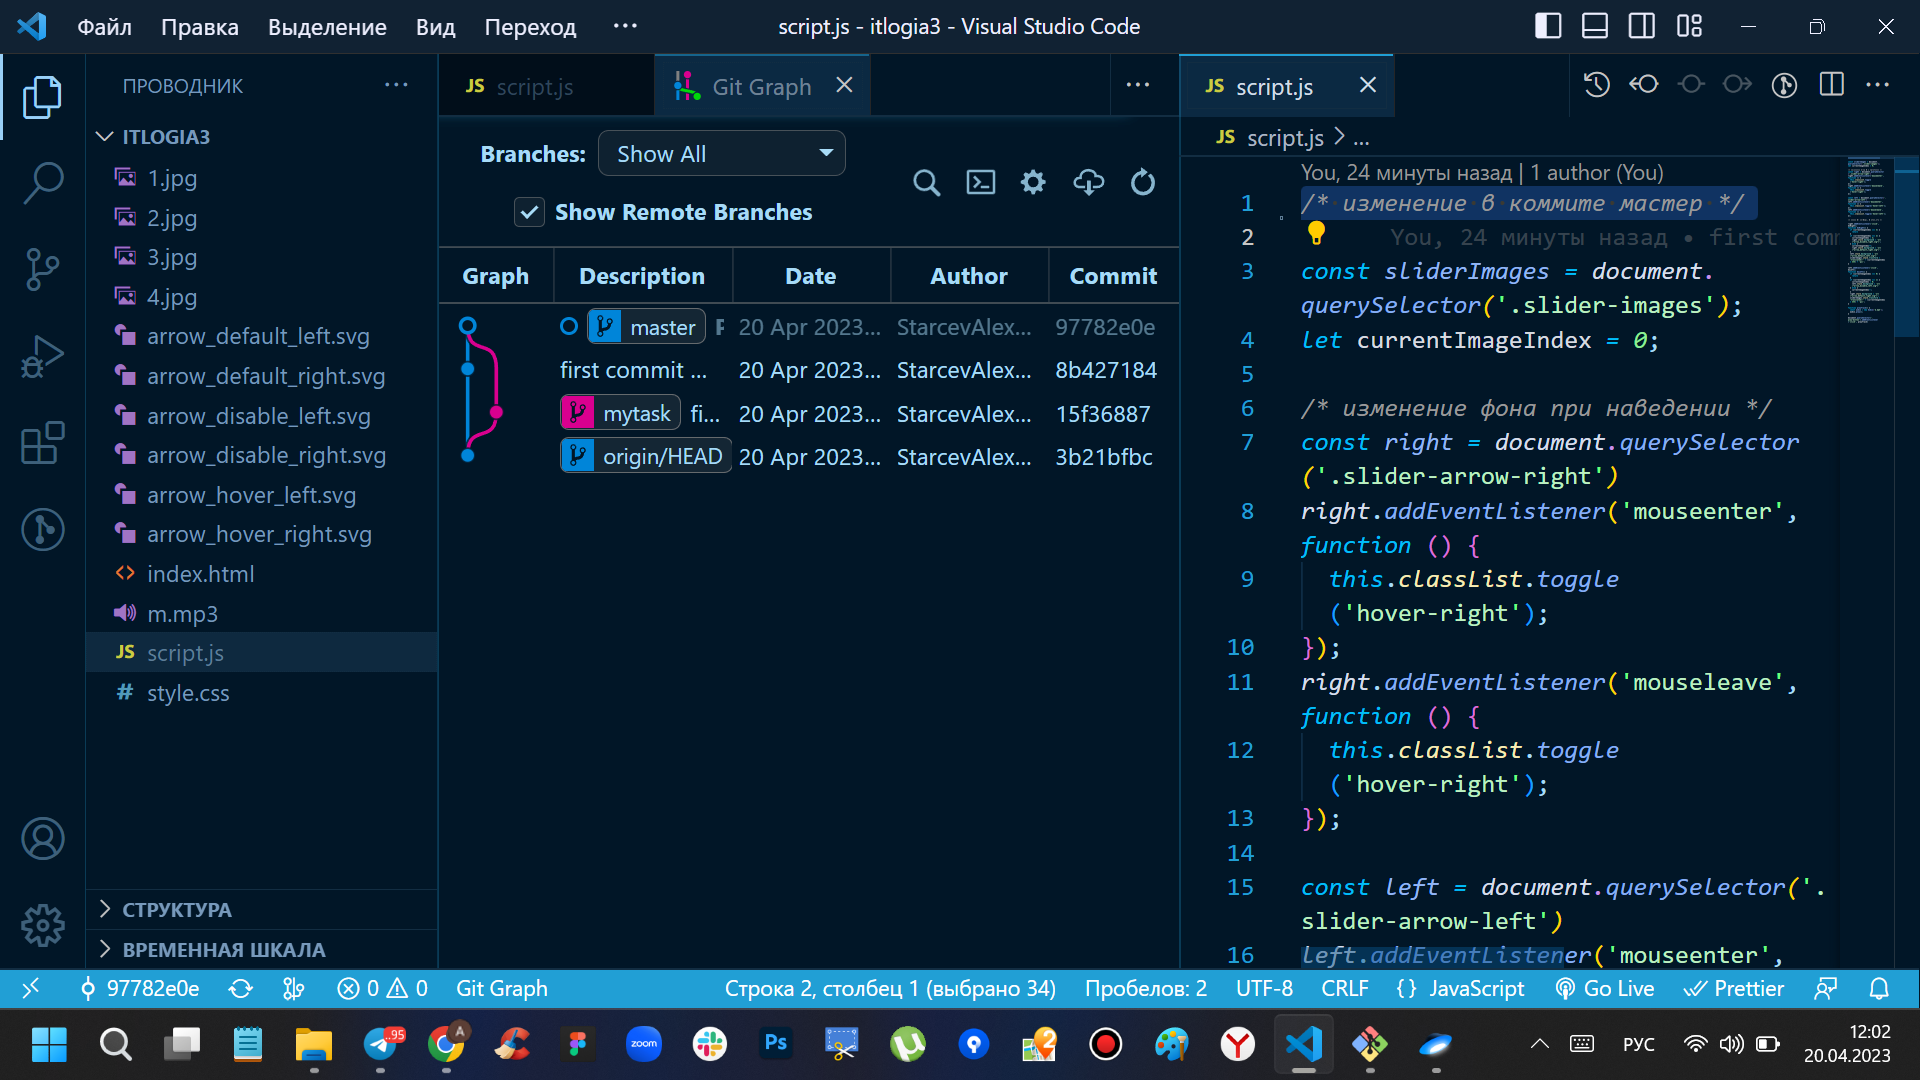 Файл Правка Выделение Вид Переход ···
script.js - itlogia3 - Visual Studio Code
ПРОВОДНИК ···
ITLOGIA3
1.jpg
2.jpg
3.jpg
4.jpg
arrow_default_left.svg
arrow_default_right.svg
arrow_disable_left.svg
arrow_disable_right.svg
arrow_hover_left.svg
arrow_hover_right.svg
index.html
m.mp3
JS script.js
# style.css
СТРУКТУРА
ВРЕМЕННАЯ ШКАЛА
JS script.js
Git Graph
Branches: Show All
Show Remote Branches
Graph Description Date Author Commit
master 20 Apr 2023... StarcevAlex... 97782e0e
first commit ... 20 Apr 2023... StarcevAlex... 8b427184
mytask fi... 20 Apr 2023... StarcevAlex... 15f36887
origin/HEAD 20 Apr 2023... StarcevAlex... 3b21bfbc
JS script.js
JS script.js > ...
You, 24 минуты назад | 1 author (You)
1 /* изменение в коммите мастер */
2 You, 24 минуты назад • first com
3 const sliderImages = document.
querySelector('.slider-images');
4 let currentImageIndex = 0;
5
6 /* изменение фона при наведении */
7 const right = document.querySelector
('.slider-arrow-right')
8 right.addEventListener('mouseenter',
function () {
9 this.classList.toggle
('hover-right');
10 });
11 right.addEventListener('mouseleave',
function () {
12 this.classList.toggle
('hover-right');
13 });
14
15 const left = document.querySelector('.
slider-arrow-left')
16 left.addEventListener('mouseenter',
97782e0e 0 0 Git Graph Строка 2, столбец 1 (выбрано 34) Пробелов: 2 UTF-8 CRLF {} JavaScript Go Live Prettier
..95
A
zoom
Ps
2
РУС
12:02
20.04.2023